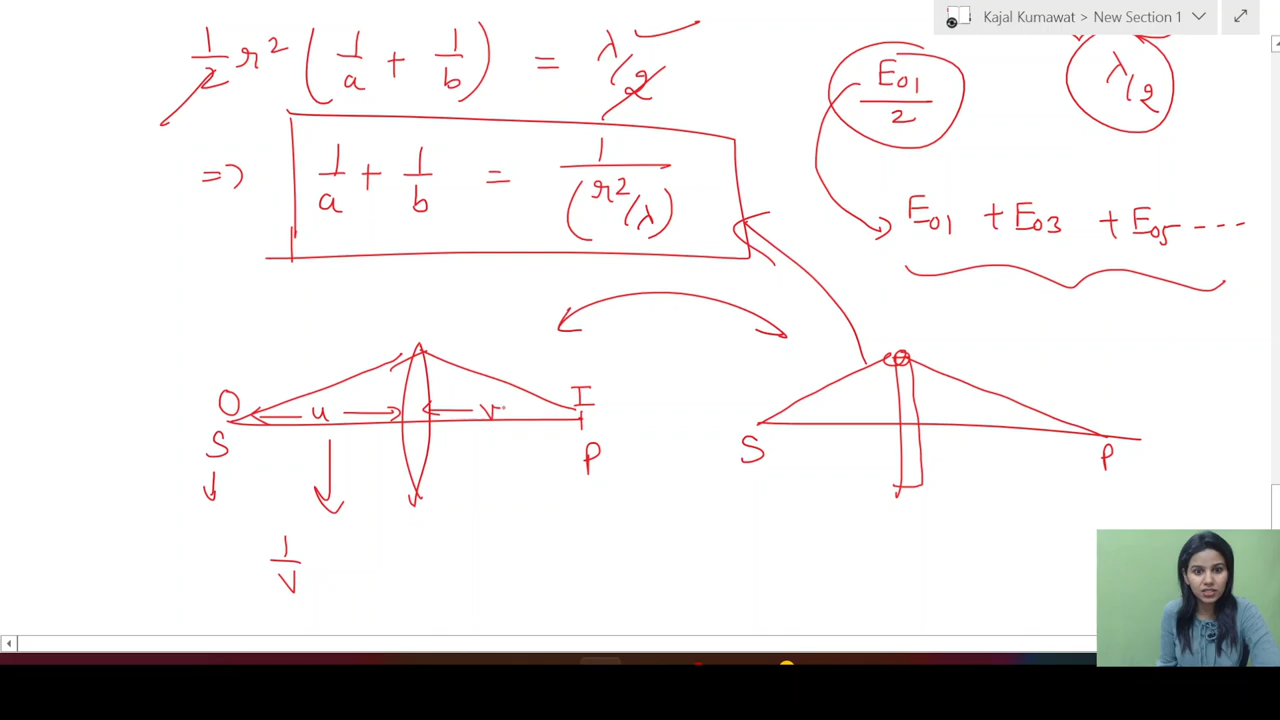 Kajal Kumawat > New Section 1
1/2 r² (1/a + 1/b) = λ/2
E₀₁/2
λ/2
=> 1/a + 1/b = 1/(r²/λ)
E₀₁ + E₀₃ + E₀₅ ----
O u v I
S P
S P
1/v